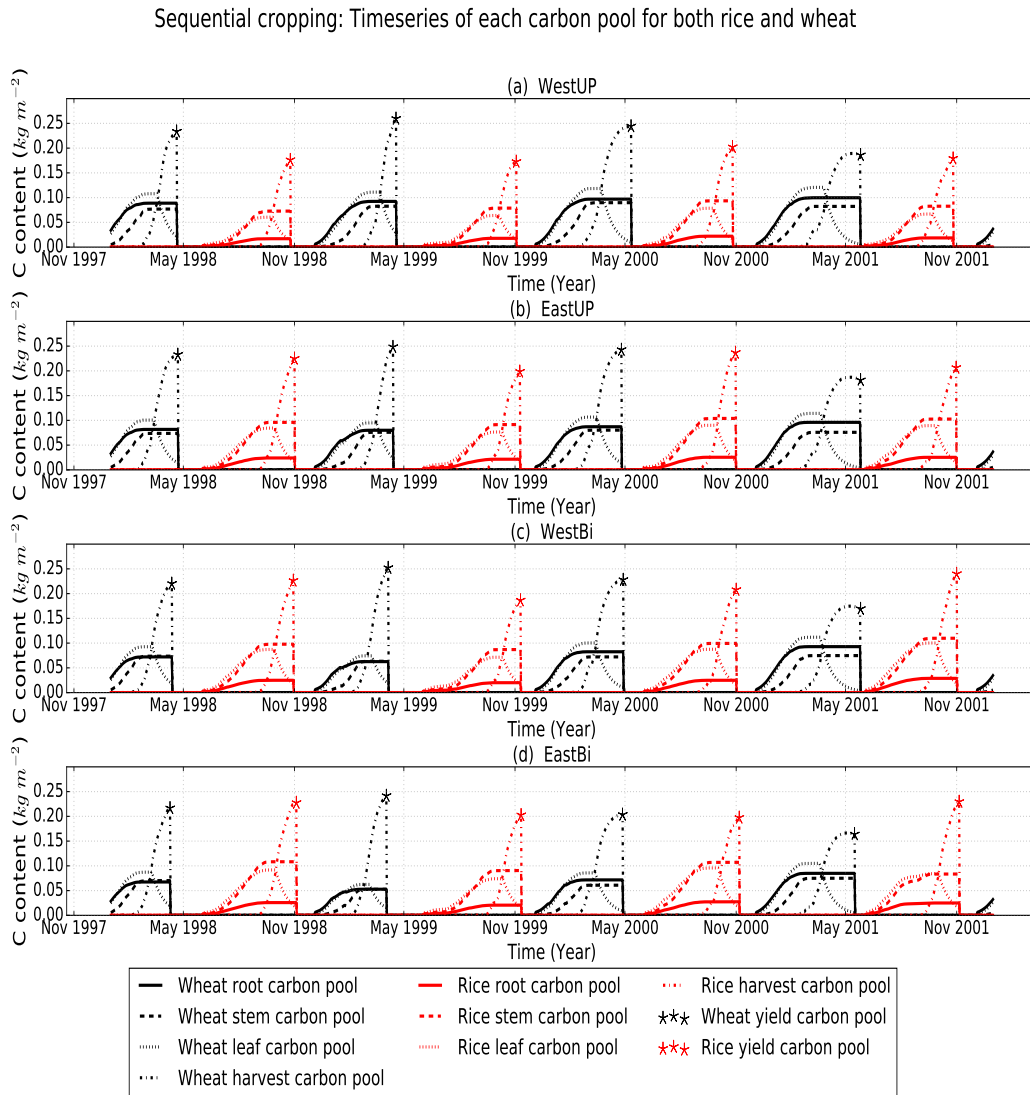 Sequential cropping: Timeseries of each carbon pool for both rice and wheat
(a) WestUP
C content (kg m⁻²)
0.25
0.20
0.15
0.10
0.05
0.00
Nov 1997 May 1998 Nov 1998 May 1999 Nov 1999 May 2000 Nov 2000 May 2001 Nov 2001
Time (Year)
(b) EastUP
C content (kg m⁻²)
0.25
0.20
0.15
0.10
0.05
0.00
Nov 1997 May 1998 Nov 1998 May 1999 Nov 1999 May 2000 Nov 2000 May 2001 Nov 2001
Time (Year)
(c) WestBi
C content (kg m⁻²)
0.25
0.20
0.15
0.10
0.05
0.00
Nov 1997 May 1998 Nov 1998 May 1999 Nov 1999 May 2000 Nov 2000 May 2001 Nov 2001
Time (Year)
(d) EastBi
C content (kg m⁻²)
0.25
0.20
0.15
0.10
0.05
0.00
Nov 1997 May 1998 Nov 1998 May 1999 Nov 1999 May 2000 Nov 2000 May 2001 Nov 2001
Time (Year)
Wheat root carbon pool Rice root carbon pool Rice harvest carbon pool
Wheat stem carbon pool Rice stem carbon pool Wheat yield carbon pool
Wheat leaf carbon pool Rice leaf carbon pool Rice yield carbon pool
Wheat harvest carbon pool